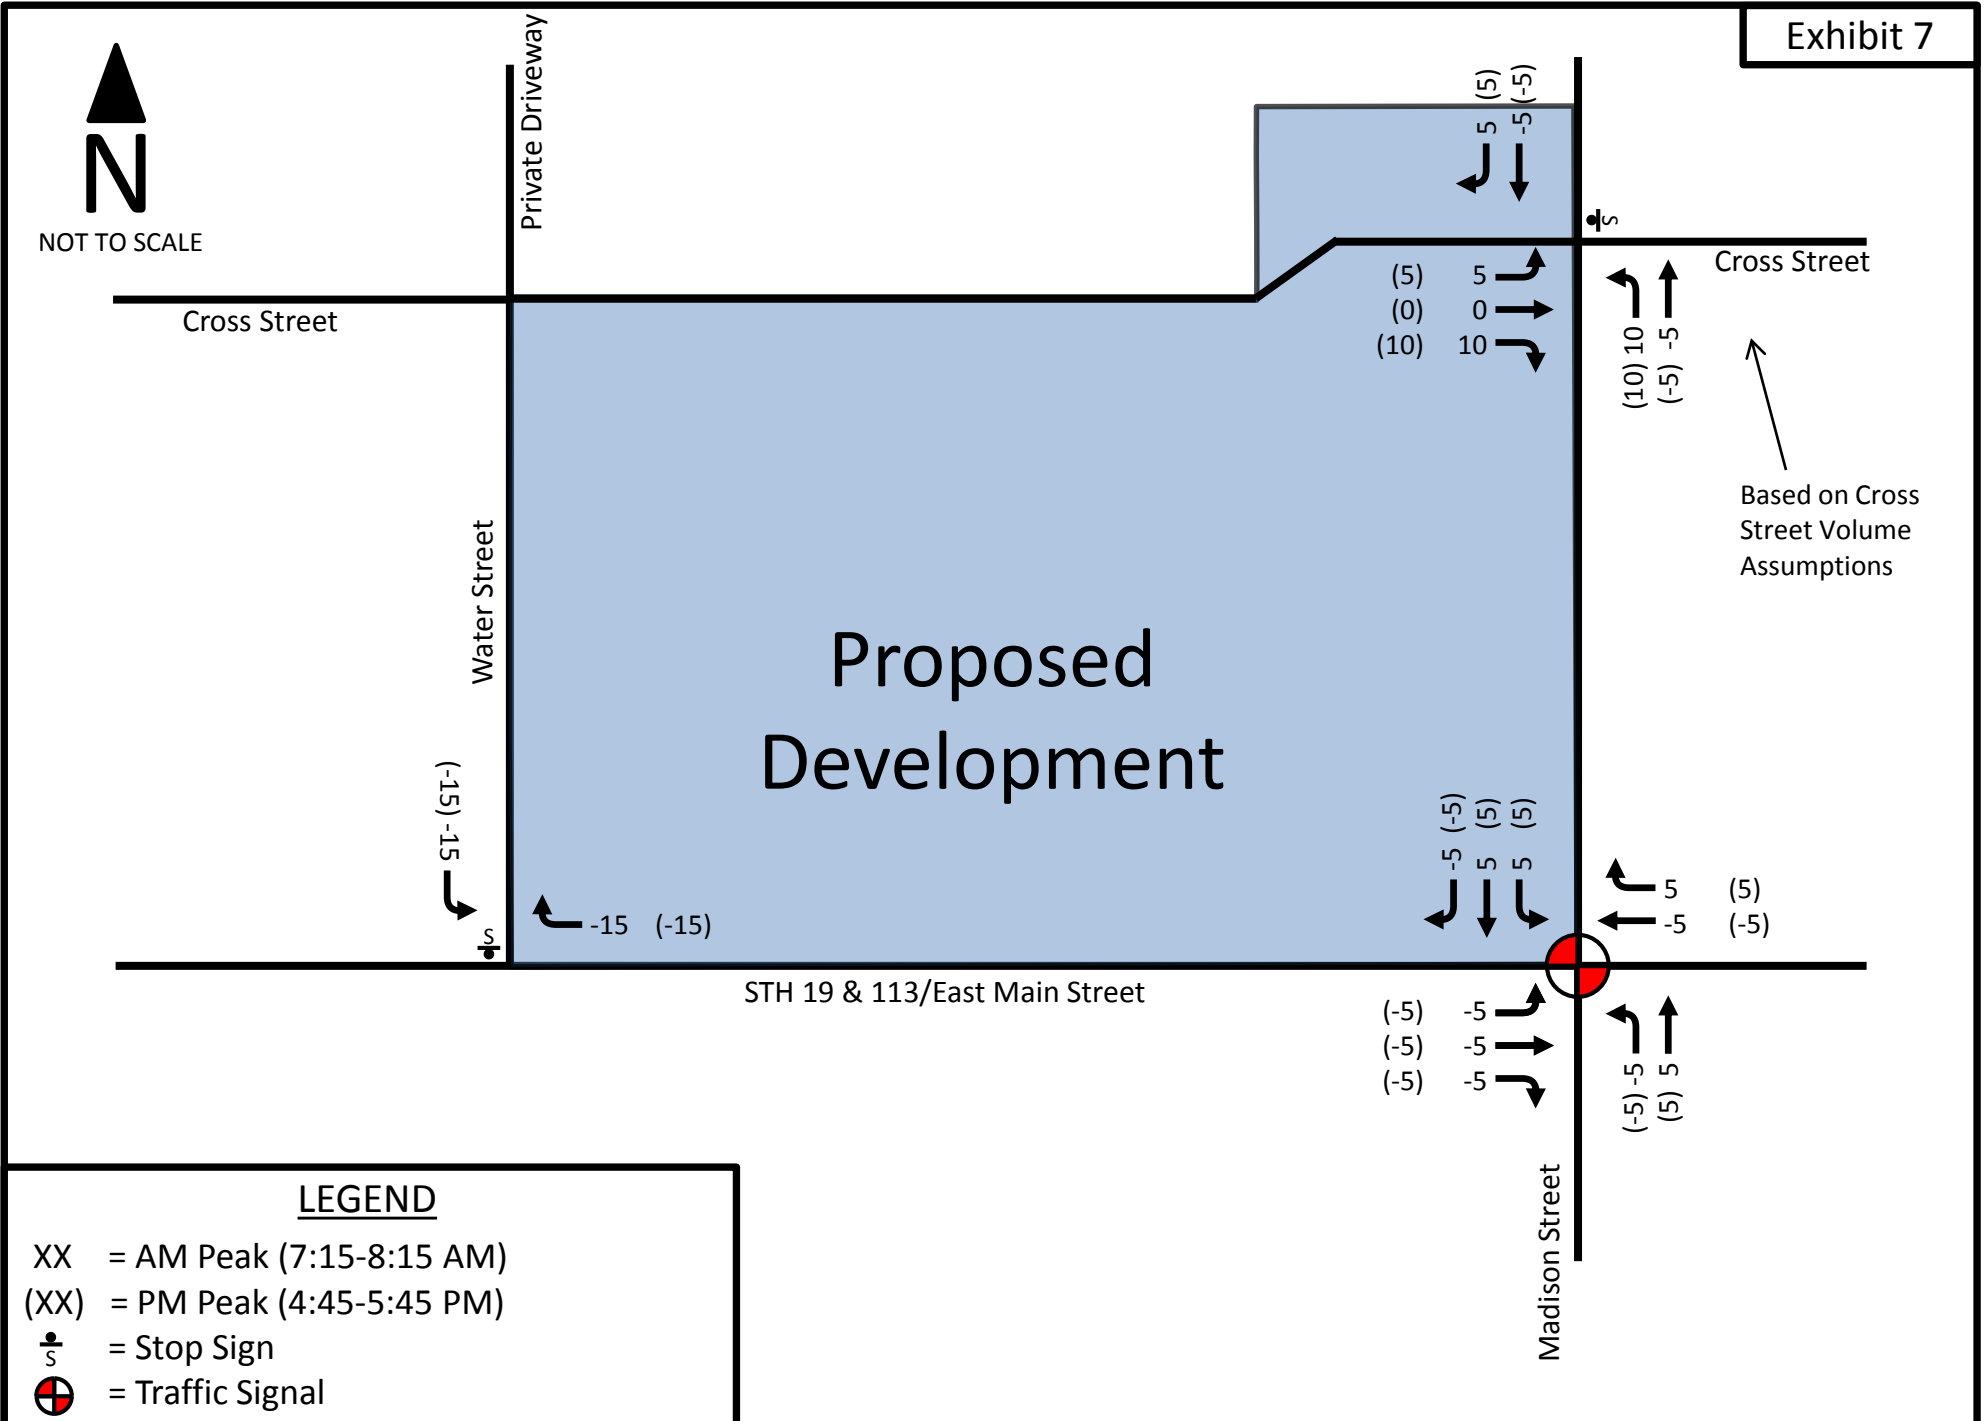 Exhibit 7
N
NOT TO SCALE
Private Driveway
5 (5)
-5 (-5)
S
Cross Street
Cross Street
(5) 5
(0) 0
(10) 10
(10) 10
(-5) -5
Based on Cross
Street Volume
Assumptions
Water Street
Proposed
Development
(-15) -15
S
-15 (-15)
-5 (-5)
5 (5)
5 (5)
5 (5)
-5 (-5)
STH 19 & 113/East Main Street
(-5) -5
(-5) -5
(-5) -5
(-5) -5
(5) 5
Madison Street
LEGEND
XX = AM Peak (7:15-8:15 AM)
(XX) = PM Peak (4:45-5:45 PM)
S = Stop Sign
= Traffic Signal